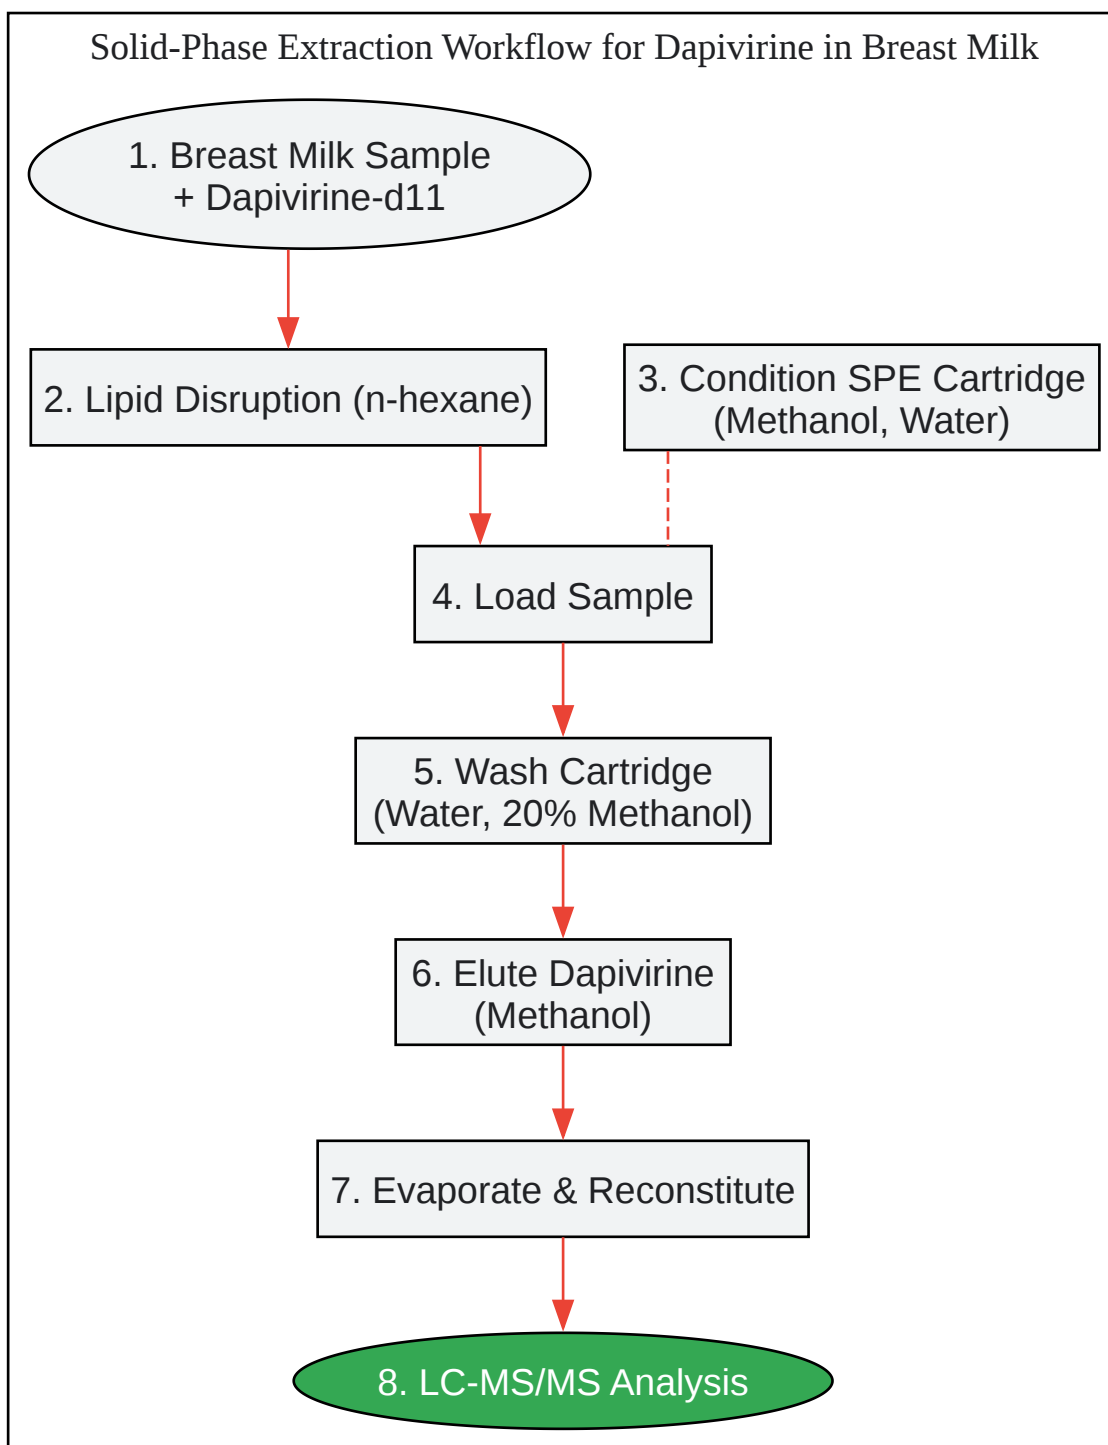 Solid-Phase Extraction Workflow for Dapivirine in Breast Milk
1. Breast Milk Sample
+ Dapivirine-d11
2. Lipid Disruption (n-hexane)
3. Condition SPE Cartridge
(Methanol, Water)
4. Load Sample
5. Wash Cartridge
(Water, 20% Methanol)
6. Elute Dapivirine
(Methanol)
7. Evaporate & Reconstitute
8. LC-MS/MS Analysis